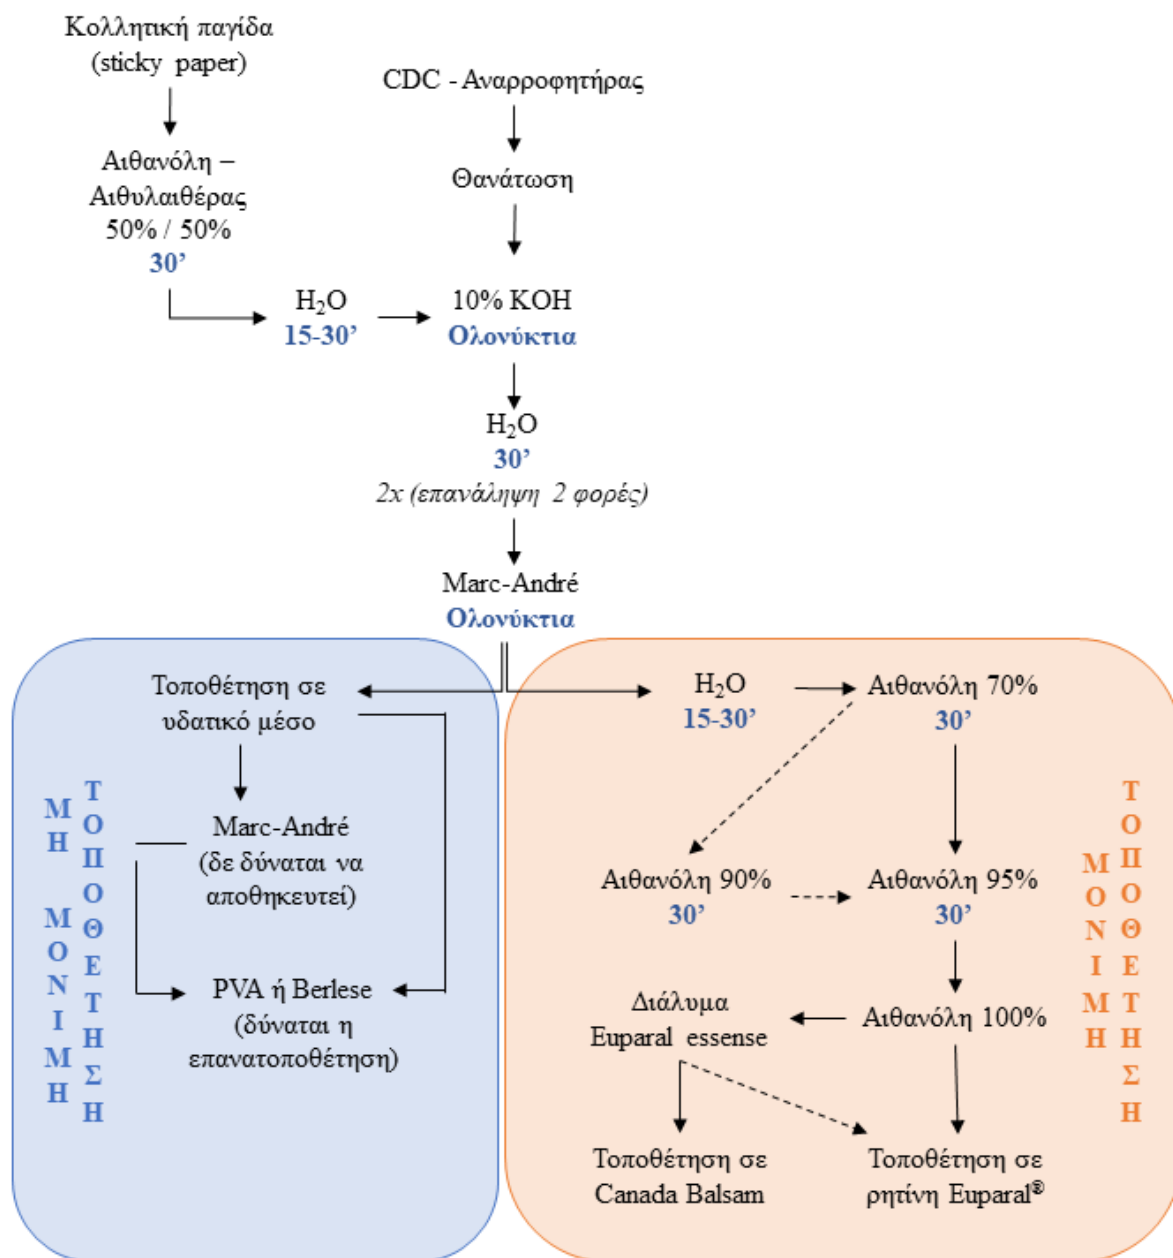 Κολλητική παγίδα
(sticky paper)
CDC - Αναρροφητήρας
Αιθανόλη –
Αιθυλαιθέρας
50% / 50%
30’
Θανάτωση
H₂O
15-30’
10% KOH
Ολονύκτια
H₂O
30’
2x (επανάληψη 2 φορές)
Marc-André
Ολονύκτια
Τοποθέτηση σε
υδατικό μέσο
Marc-André
(δε δύναται να
αποθηκευτεί)
PVA ή Berlese
(δύναται η
επανατοποθέτηση)
ΜΗ ΜΟΝΙΜΗ
ΤΟΠΟΘΕΤΗΣΗ
H₂O
15-30’
Αιθανόλη 70%
30’
Αιθανόλη 90%
30’
Αιθανόλη 95%
30’
Διάλυμα
Euparal essense
Αιθανόλη 100%
Τοποθέτηση σε
Canada Balsam
Τοποθέτηση σε
ρητίνη Euparal®
ΜΟΝΙΜΗ
ΤΟΠΟΘΕΤΗΣΗ